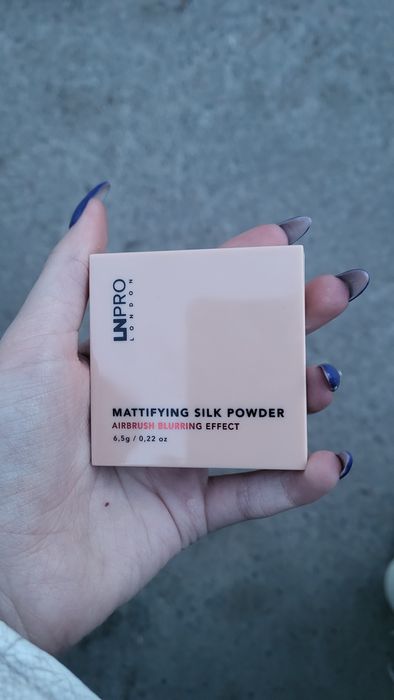 LNPRO
LONDON
MATTIFYING SILK POWDER
AIRBRUSH BLURRING EFFECT
6,5g / 0,22 oz